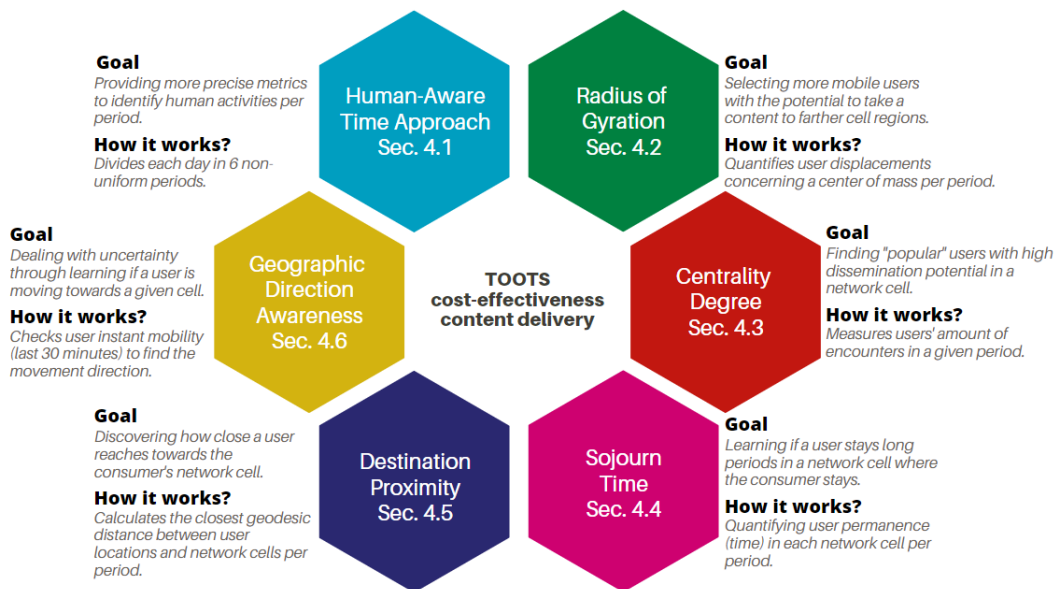 Goal
Providing more precise metrics
to identify human activities per
period.
How it works?
Divides each day in 6 non-
uniform periods.
Human-Aware
Time Approach
Sec. 4.1
Radius of
Gyration
Sec. 4.2
Goal
Selecting more mobile users
with the potential to take a
content to farther cell regions.
How it works?
Quantifies user displacements
concerning a center of mass per period.
Goal
Dealing with uncertainty
through learning if a user is
moving towards a given cell.
How it works?
Checks user instant mobility
(last 30 minutes) to find the
movement direction.
Geographic
Direction
Awareness
Sec. 4.6
TOOTS
cost-effectiveness
content delivery
Centrality
Degree
Sec. 4.3
Goal
Finding "popular" users with high
dissemination potential in a
network cell.
How it works?
Measures users' amount of
encounters in a given period.
Goal
Discovering how close a user
reaches towards the
consumer's network cell.
How it works?
Calculates the closest geodesic
distance between user
locations and network cells per
period.
Destination
Proximity
Sec. 4.5
Sojourn
Time
Sec. 4.4
Goal
Learning if a user stays long
periods in a network cell where
the consumer stays.
How it works?
Quantifying user permanence
(time) in each network cell per
period.